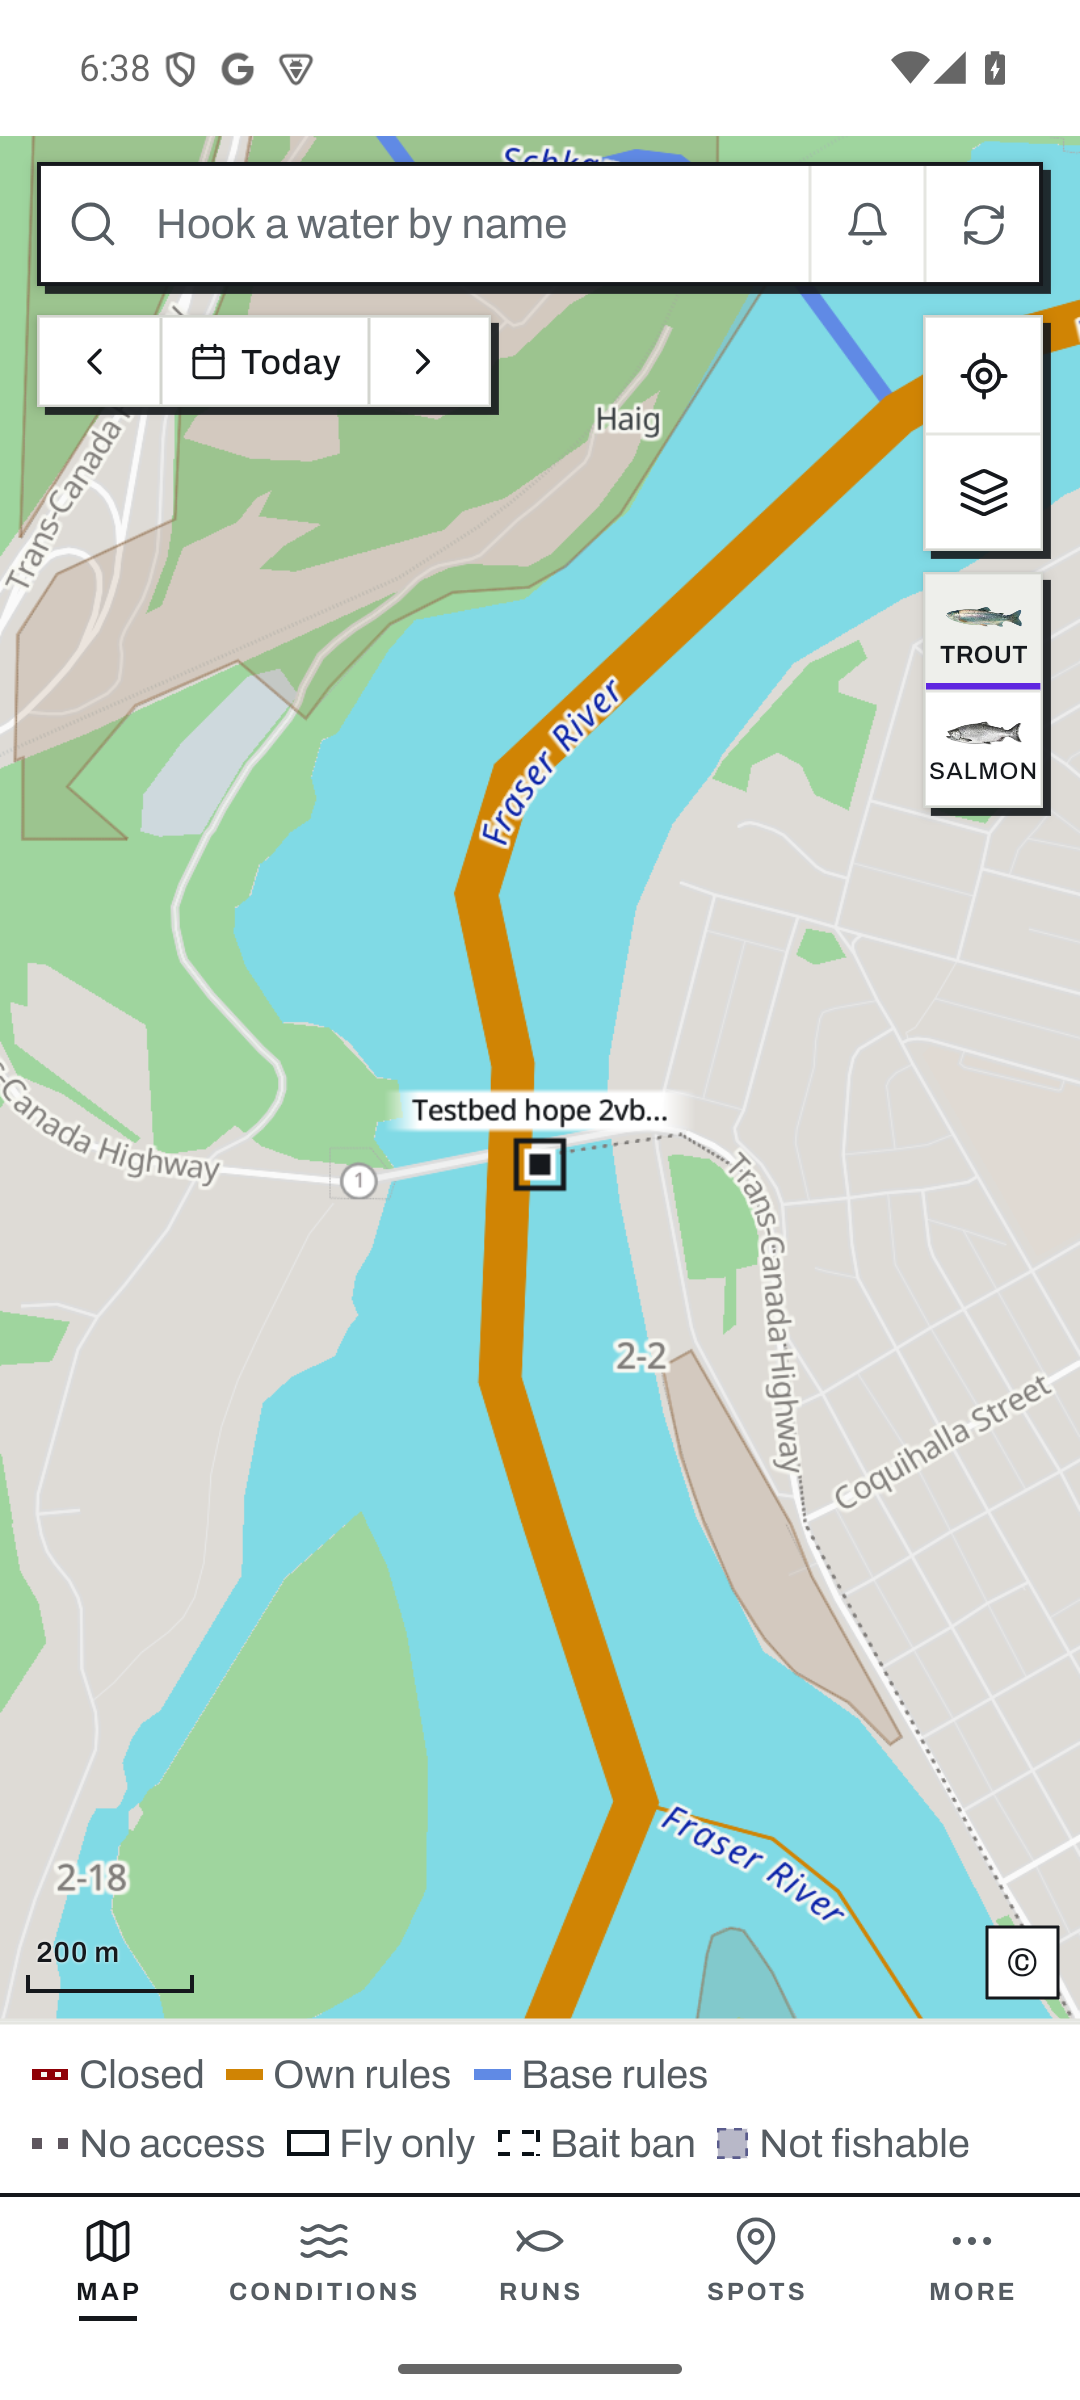 6:38
Hook a water by name
Today
Haig
Trans-Canada
TROUT
SALMON
Fraser River
Testbed hope 2vb...
-Canada Highway
1
Trans-Canada Highway
2-2
Coquihalla Street
Fraser River
2-18
200 m
©
Closed Own rules Base rules
No access Fly only Bait ban Not fishable
MAP CONDITIONS RUNS SPOTS MORE